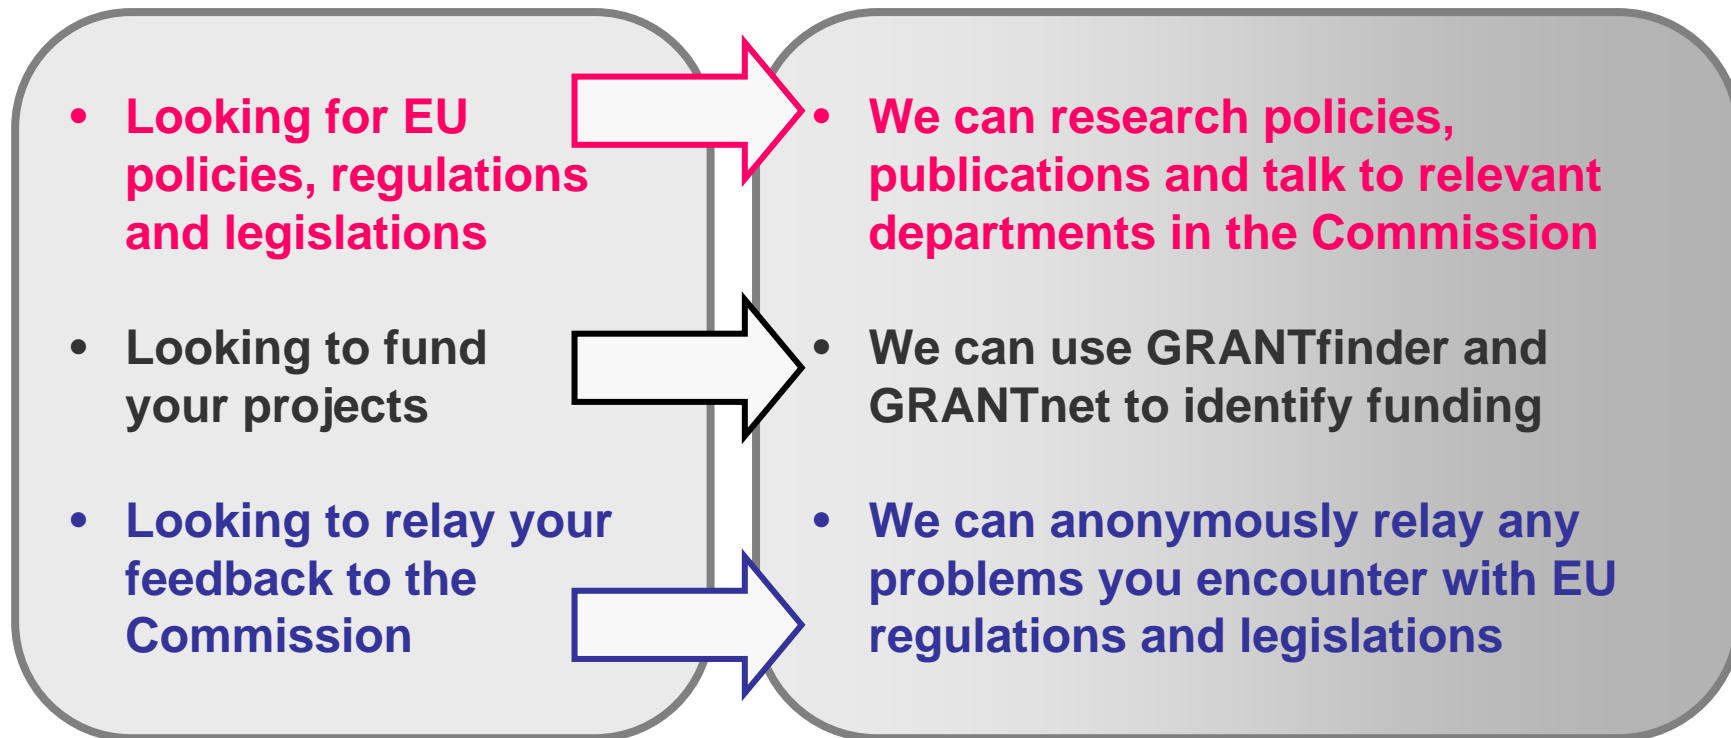 • Looking for EU
policies, regulations
and legislations
• Looking to fund
your projects
• Looking to relay your
feedback to the
Commission
• We can research policies,
publications and talk to relevant
departments in the Commission
• We can use GRANTfinder and
GRANTnet to identify funding
• We can anonymously relay any
problems you encounter with EU
regulations and legislations